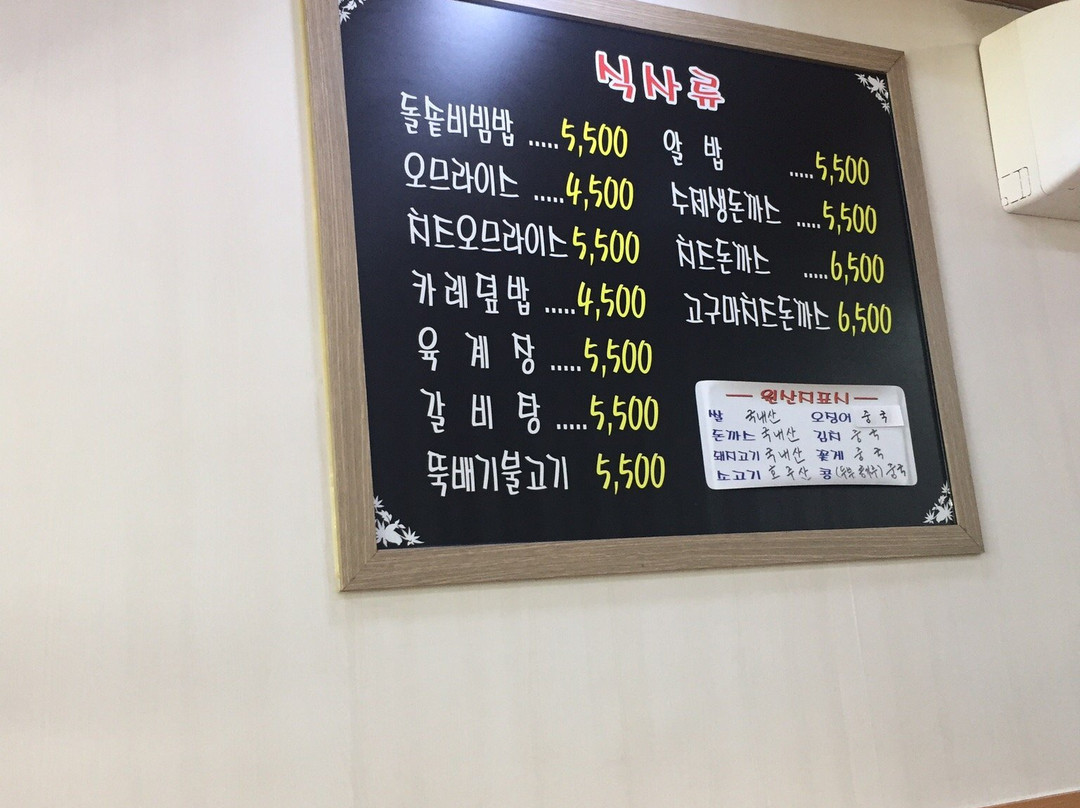 식사류
돌솥비빔밥 .....5,500
오므라이스 .....4,500
치즈오므라이스 5,500
카레덮밥 .....4,500
육계장 .....5,500
갈비탕 .....5,500
뚝배기불고기 5,500
알밥 .....5,500
수제생돈까스 .....5,500
치즈돈까스 .....6,500
고구마치즈돈까스 6,500
원산지표시
쌀 국내산 오징어 중국
돈까스 국내산 김치 중국
돼지고기 국내산 꽃게 중국
소고기 호주산 콩 중국